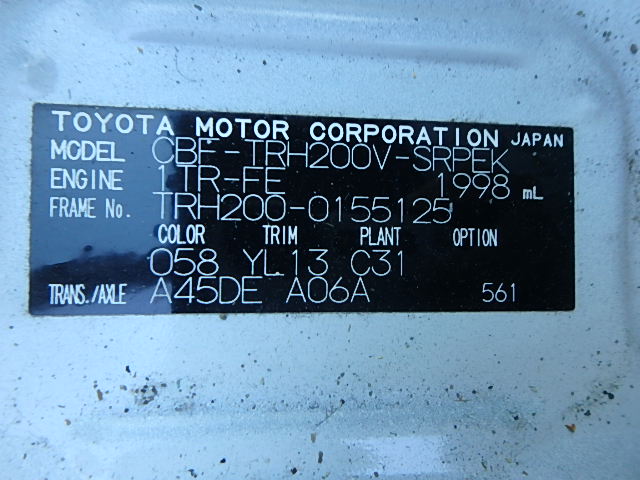 TOYOTA MOTOR CORPORATION JAPAN
MODEL CBF-TRH200V-SRPEK
ENGINE 1TR-FE 1998 mL
FRAME No. TRH200-0155125
COLOR TRIM PLANT OPTION
058 YL13 C31
TRANS./AXLE A45DE A06A 561